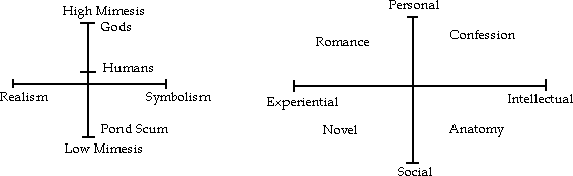 High Mimesis
Gods
Humans
Realism
Symbolism
Pond Scum
Low Mimesis
Personal
Romance
Confession
Experiential
Intellectual
Novel
Anatomy
Social